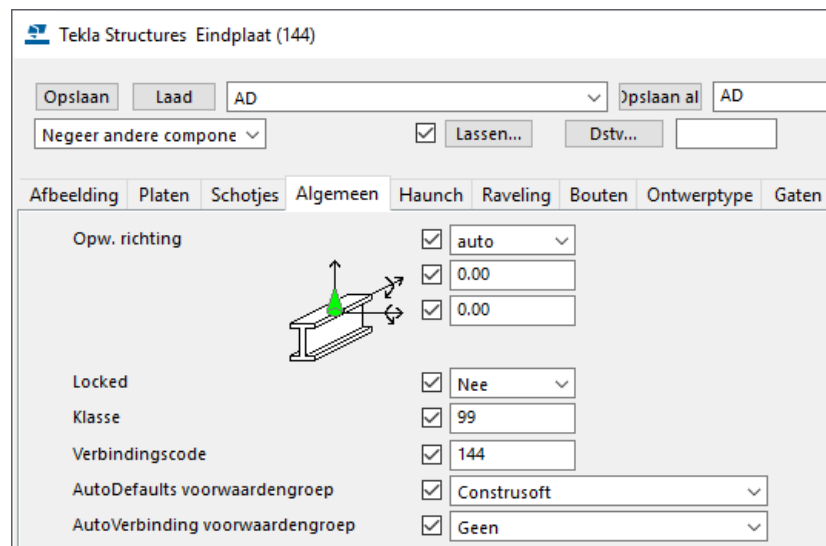 Tekla Structures Eindplaat (144)
Opslaan Laad AD Opslaan al AD
Negeer andere compone Lassen... Dstv...
Afbeelding Platen Schotjes Algemeen Haunch Raveling Bouten Ontwerptype Gaten
Opw. richting auto
0.00
0.00
Locked Nee
Klasse 99
Verbindingscode 144
AutoDefaults voorwaardengroep Construsoft
AutoVerbinding voorwaardengroep Geen